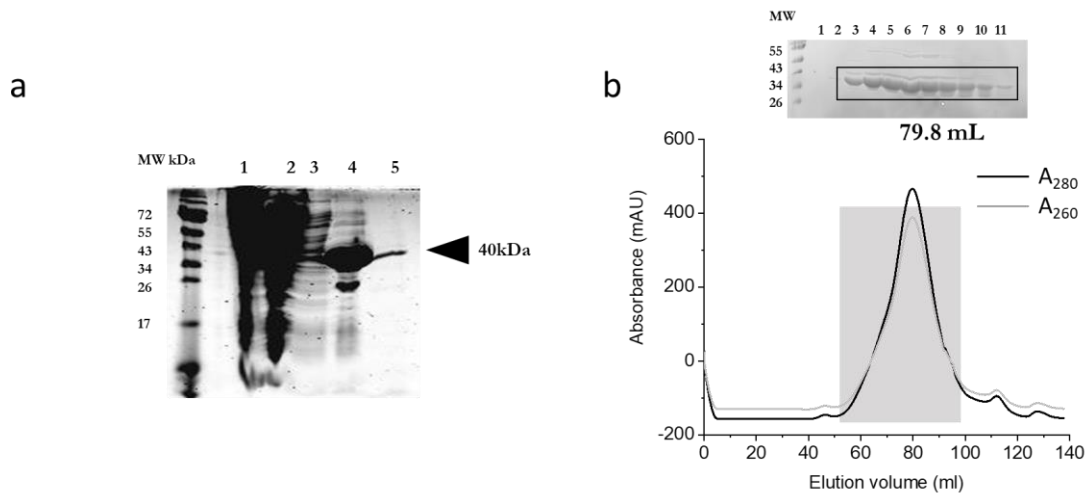 a
MW kDa 1 2 3 4 5
72
55
43
34
26
17
40kDa
b
MW 1 2 3 4 5 6 7 8 9 10 11
55
43
34
26
79.8 mL
600
400
200
0
-200
Absorbance (mAU)
A280
A260
0 20 40 60 80 100 120 140
Elution volume (ml)